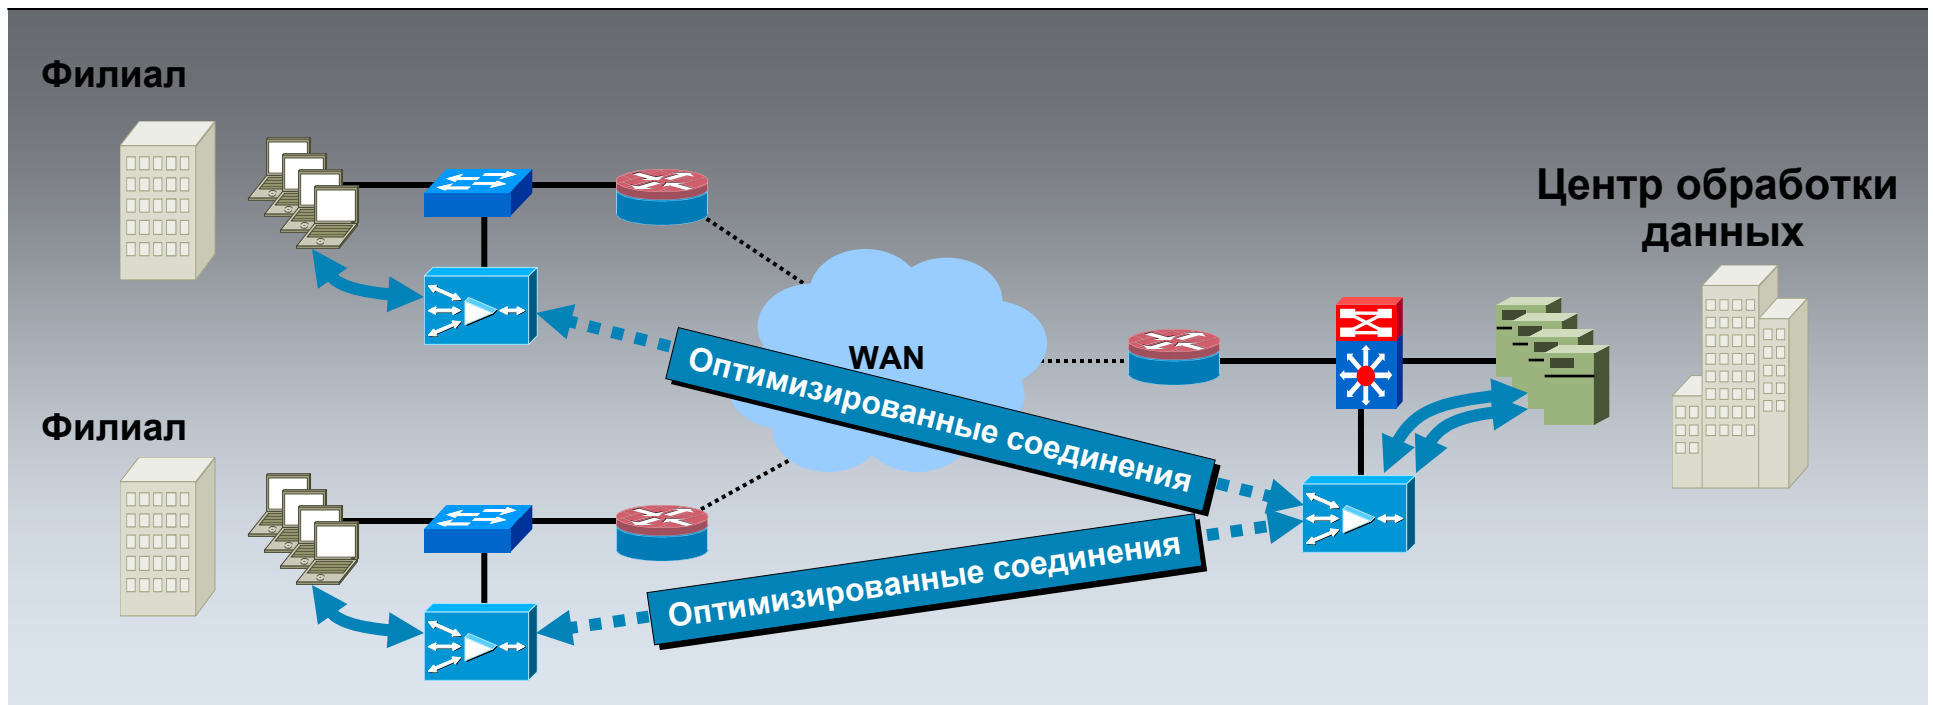 Филиал
Центр обработки
данных
WAN
Оптимизированные соединения
Филиал
Оптимизированные соединения